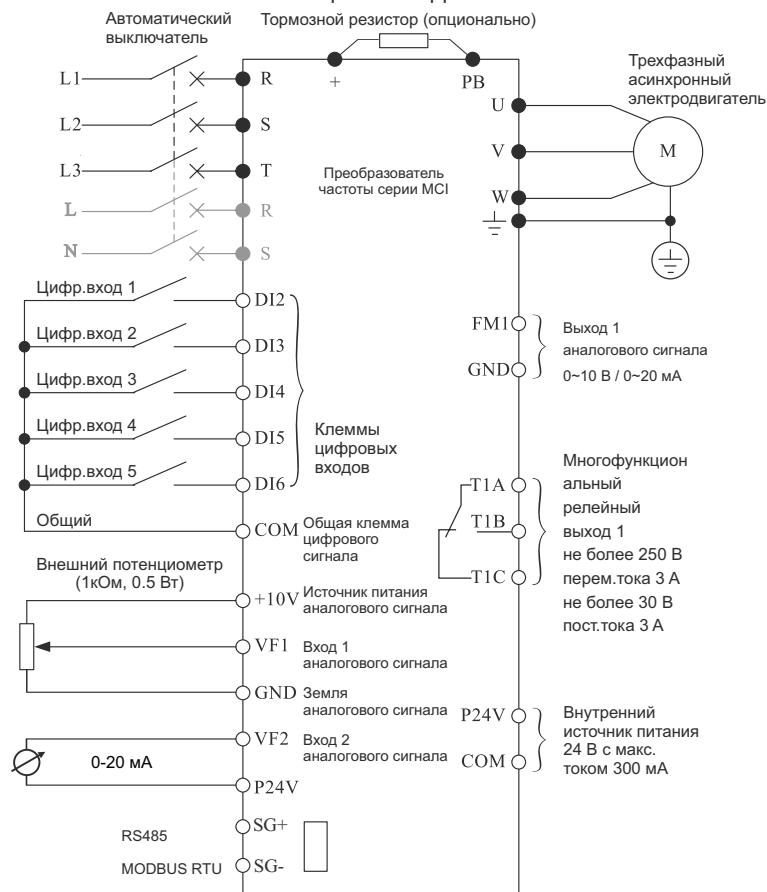 Автоматический
выключатель
Тормозной резистор (опционально)
L1
R
+
PB
Трехфазный
асинхронный
электродвигатель
U
L2
S
V
M
L3
T
Преобразователь
частоты серии MCI
W
L
R
N
S
Цифр.вход 1
DI2
Цифр.вход 2
DI3
Цифр.вход 3
DI4
Цифр.вход 4
DI5
Цифр.вход 5
DI6
Клеммы
цифровых
входов
Общий
COM
Общая клемма
цифрового
сигнала
FM1
GND
Выход 1
аналогового сигнала
0~10 В / 0~20 мА
T1A
T1B
T1C
Многофункцион
альный
релейный
выход 1
не более 250 В
перем.тока 3 А
не более 30 В
пост.тока 3 А
Внешний потенциометр
(1кОм, 0.5 Вт)
+10V
Источник питания
аналогового сигнала
VF1
Вход 1
аналогового сигнала
GND
Земля
аналогового сигнала
VF2
Вход 2
аналогового сигнала
0-20 мА
P24V
P24V
COM
Внутренний
источник питания
24 В с макс.
током 300 мА
RS485
SG+
MODBUS RTU
SG-